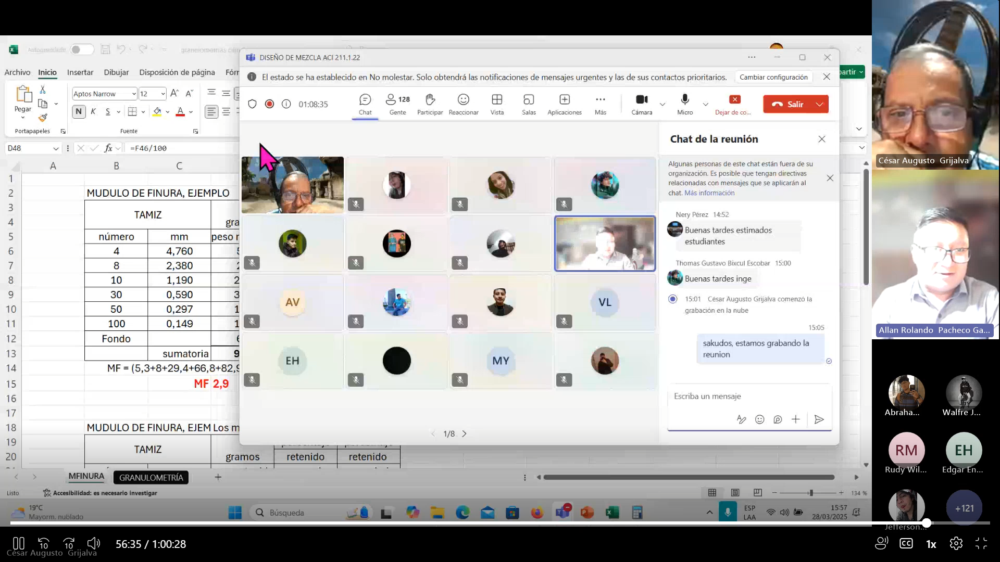 Autoguardado
DISEÑO DE MEZCLA ACI 211.1.22
Archivo Inicio Insertar Dibujar Disposición de página
El estado se ha establecido en No molestar. Solo obtendrá las notificaciones de mensajes urgentes y las de sus contactos prioritarios. Cambiar configuración
Pegar
Portapapeles
Aptos Narrow 12
N K S
Fuente
01:08:35
Chat
128
Gente
Participar
Reaccionar
Vista
Salas
Aplicaciones
Más
Cámara
Micro
Dejar de co...
Salir
D48
fx =F46/100
A B C
1
2 MUDULO DE FINURA, EJEMPLO
3 TAMIZ
4
5 número mm
6 4 4,760
7 8 2,380
8 10 1,190
9 30 0,590
10 50 0,297
11 100 0,149
12 Fondo
13 sumatoria
14 MF = (5,3+8+29,4+66,8+82,9
15 MF 2,9
16
17
18 MUDULO DE FINURA, EJEM Los m
19 TAMIZ
20 gramos retenido retenido
AV
VL
EH
MY
1/8
Chat de la reunión
Algunas personas de este chat están fuera de su
organización. Es posible que tengan directivas
relacionadas con mensajes que se aplicarán al
chat. Más información
Nery Pérez 14:52
Buenas tardes estimados
estudiantes
Thomas Gustavo Bixcul Escobar 15:00
Buenas tardes inge
15:01 César Augusto Grijalva comenzó la
grabación en la nube
15:05
sakudos, estamos grabando la
reunion
Escriba un mensaje
MFINURA GRANULOMETRÍA
Listo
Accesibilidad: es necesario investigar
134 %
19°C
Mayorm. nublado
Búsqueda
ESP
LAA
15:57
28/03/2025
César Augusto Grijalva
Allan Rolando Pacheco Ga...
Abraha...
Walfre J...
RM
Rudy Wil...
EH
Edgar En...
Jefferson...
+121
10
10
56:35 / 1:00:28
César Augusto Grijalva
CC
1x